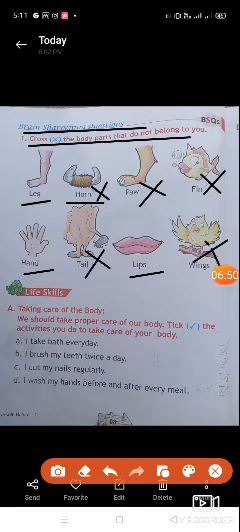 5:11
Today
5:02 PM
BSQs
Brain Sharpening Questions
1. Cross (✗) the body parts that do not belong to you.
Leg Horn Paw Fin
Hand Tail Lips Wings
06:50
Life Skills
A. Taking care of the Body:
We should take proper care of our body. Tick (✓) the
activities you do to take care of your body.
a. I take bath everyday.
b. I brush my teeth twice a day.
c. I cut my nails regularly.
d. I wash my hands before and after every meal.
Send Favorite Edit Delete